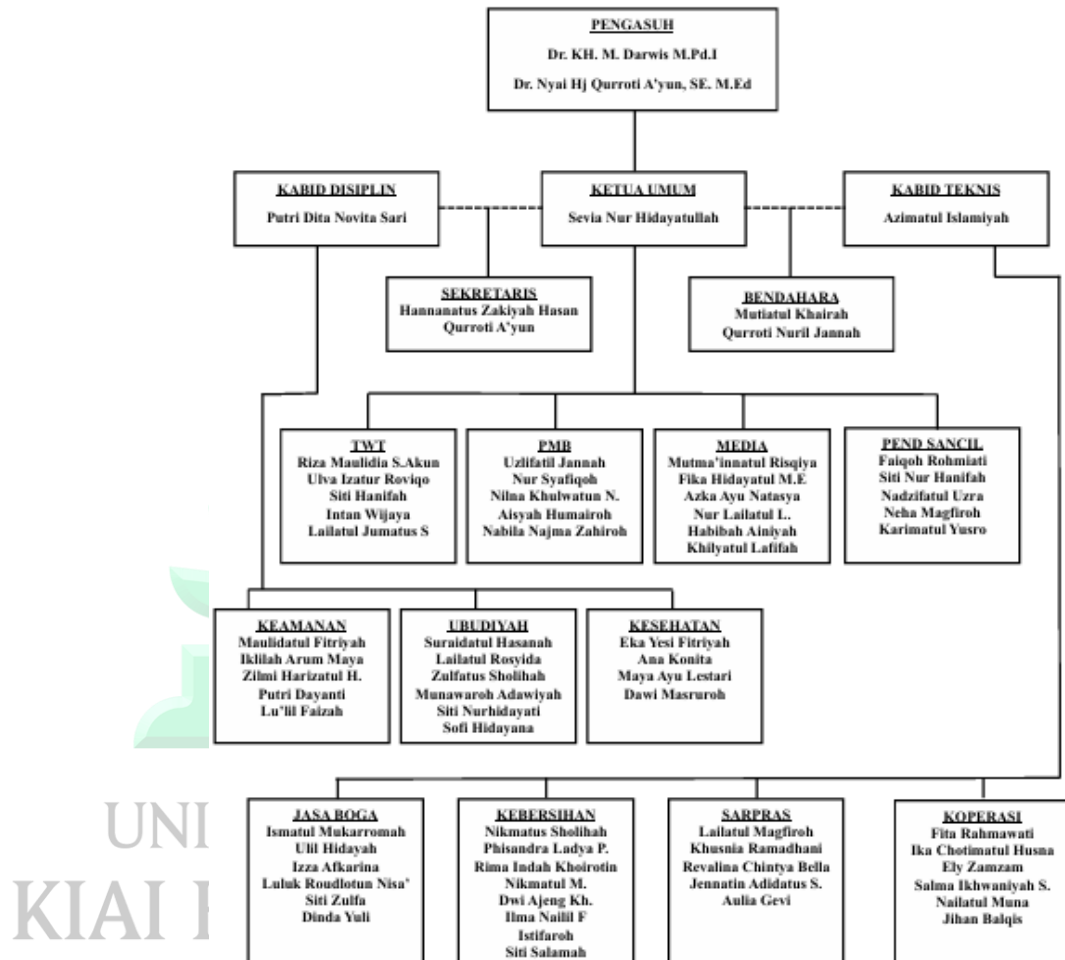 PENGASUH
Dr. KH. M. Darwis M.Pd.I
Dr. Nyai Hj Qurroti A'yun, SE. M.Ed
KABID DISIPLIN
Putri Dita Novita Sari
KETUA UMUM
Sevia Nur Hidayatullah
KABID TEKNIS
Azimatul Islamiyah
SEKRETARIS
Hannanatus Zakiyah Hasan
Qurroti A'yun
BENDAHARA
Mutiatul Khairah
Qurroti Nuril Jannah
TWT
Riza Maulidia S.Akun
Ulva Izatur Roviqo
Siti Hanifah
Intan Wijaya
Lailatul Jumatus S
PMB
Uzlifatil Jannah
Nur Syafiqoh
Nilna Khulwatun N.
Aisyah Humairoh
Nabila Najma Zahiroh
MEDIA
Mutma'innatul Risqiya
Fika Hidayatul M.E
Azka Ayu Natasya
Nur Lailatul L.
Habibah Ainiyah
Khilyatul Lafifah
PEND SANCIL
Faiqoh Rohmiati
Siti Nur Hanifah
Nadzifatul Uzra
Neha Magfiroh
Karimatul Yusro
KEAMANAN
Maulidatul Fitriyah
Iklilah Arum Maya
Zilmi Harizatul H.
Putri Dayanti
Lu'lil Faizah
UBUDIYAH
Suraidatul Hasanah
Lailatul Rosyida
Zulfatus Sholihah
Munawaroh Adawiyah
Siti Nurhidayati
Sofi Hidayana
KESEHATAN
Eka Yesi Fitriyah
Ana Konita
Maya Ayu Lestari
Dawi Masruroh
JASA BOGA
Ismatul Mukarromah
Ulil Hidayah
Izza Afkarina
Luluk Roudlotun Nisa'
Siti Zulfa
Dinda Yuli
KEBERSIHAN
Nikmatus Sholihah
Phisandra Ladya P.
Rima Indah Khoirotin
Nikmatul M.
Dwi Ajeng Kh.
Ilma Nailil F
Istifaroh
Siti Salamah
SARPRAS
Lailatul Magfiroh
Khusnia Ramadhani
Revalina Chintya Bella
Jennatin Adidatus S.
Aulia Gevi
KOPERASI
Fita Rahmawati
Ika Chotimatul Husna
Ely Zamzam
Salma Ikhwaniyah S.
Nailatul Muna
Jihan Balqis
UNI
KIAI